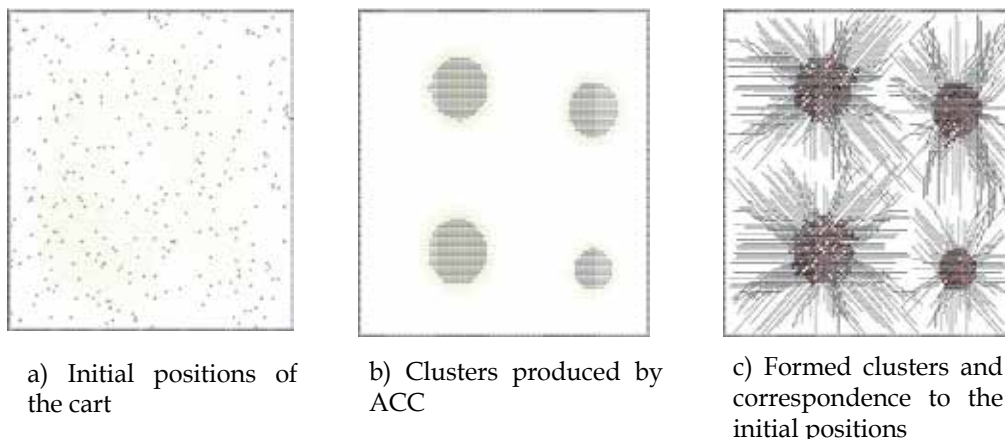 a) Initial positions of
the cart
b) Clusters produced by
ACC
c) Formed clusters and
correspondence to the
initial positions